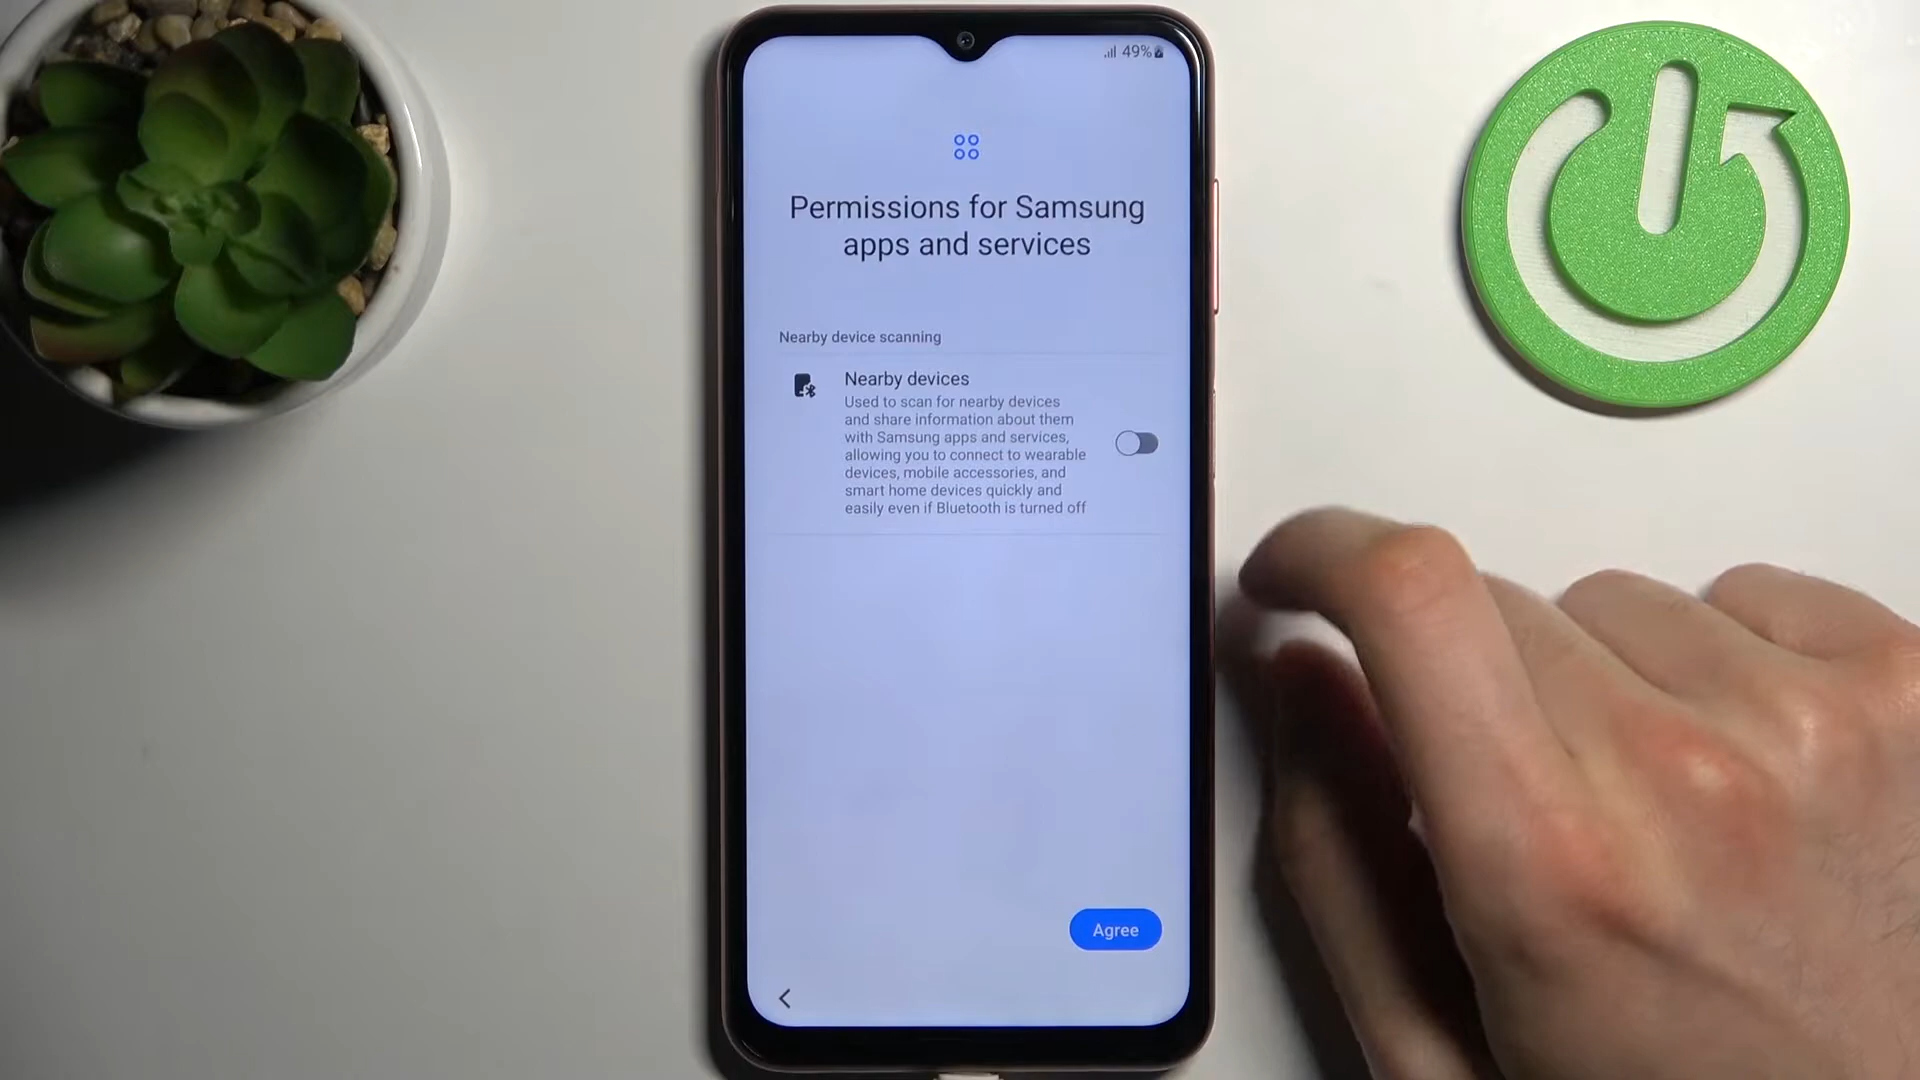 49%
Permissions for Samsung
apps and services
Nearby device scanning
Nearby devices
Used to scan for nearby devices
and share information about them
with Samsung apps and services,
allowing you to connect to wearable
devices, mobile accessories, and
smart home devices quickly and
easily even if Bluetooth is turned off
Agree